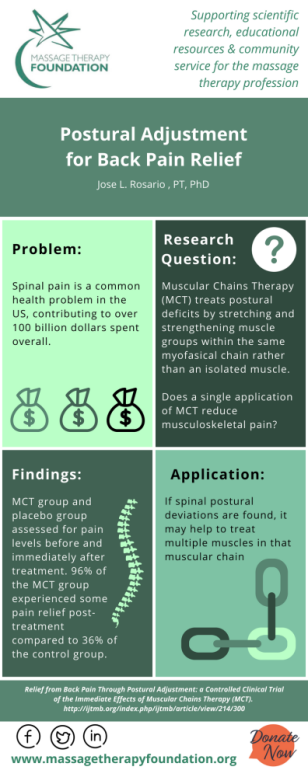 Supporting scientific
research, educational
resources & community
service for the massage
therapy profession
MASSAGE THERAPY
FOUNDATION
Postural Adjustment
for Back Pain Relief
Jose L. Rosario , PT, PhD
Problem:
Spinal pain is a common
health problem in the
US, contributing to over
100 billion dollars spent
overall.
$ $ $
Research
Question:
?
Muscular Chains Therapy
(MCT) treats postural
deficits by stretching and
strengthening muscle
groups within the same
myofasical chain rather
than an isolated muscle.
Does a single application
of MCT reduce
musculoskeletal pain?
Findings:
MCT group and
placebo group
assessed for pain
levels before and
immediately after
treatment. 96% of
the MCT group
experienced some
pain relief post-
treatment
compared to 36% of
the control group.
Application:
If spinal postural
deviations are found, it
may help to treat
multiple muscles in that
muscular chain
Relief from Back Pain Through Postural Adjustment: a Controlled Clinical Trial
of the Immediate Effects of Muscular Chains Therapy (MCT).
http://ijtmb.org/index.php/ijtmb/article/view/214/300
f in
www.massagetherapyfoundation.org
Donate
Now